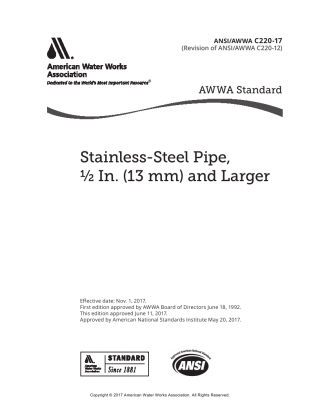 ANSI/AWWA C220-17
(Revision of ANSI/AWWA C220-12)
American Water Works
Association
Dedicated to the World's Most Important Resource®
AWWA Standard
Stainless-Steel Pipe,
½ In. (13 mm) and Larger
Effective date: Nov. 1, 2017.
First edition approved by AWWA Board of Directors June 18, 1992.
This edition approved June 11, 2017.
Approved by American National Standards Institute May 20, 2017.
American
Water Works
Association
STANDARD
Since 1881
ANSI
Copyright © 2017 American Water Works Association. All Rights Reserved.